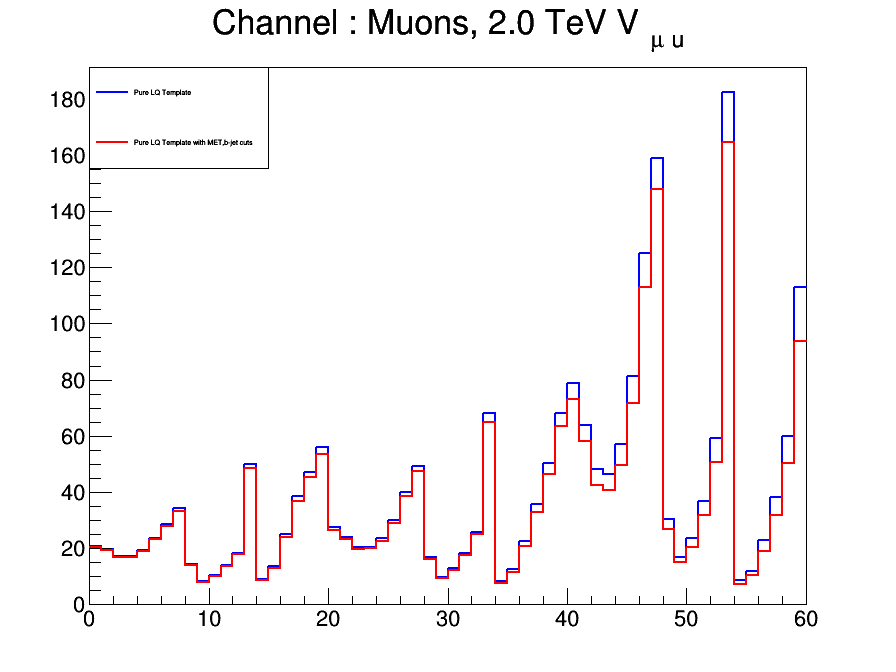 Channel : Muons, 2.0 TeV V μ u
Pure LQ Template
Pure LQ Template with MET,b-jet cuts
180
160
140
120
100
80
60
40
20
0
0 10 20 30 40 50 60